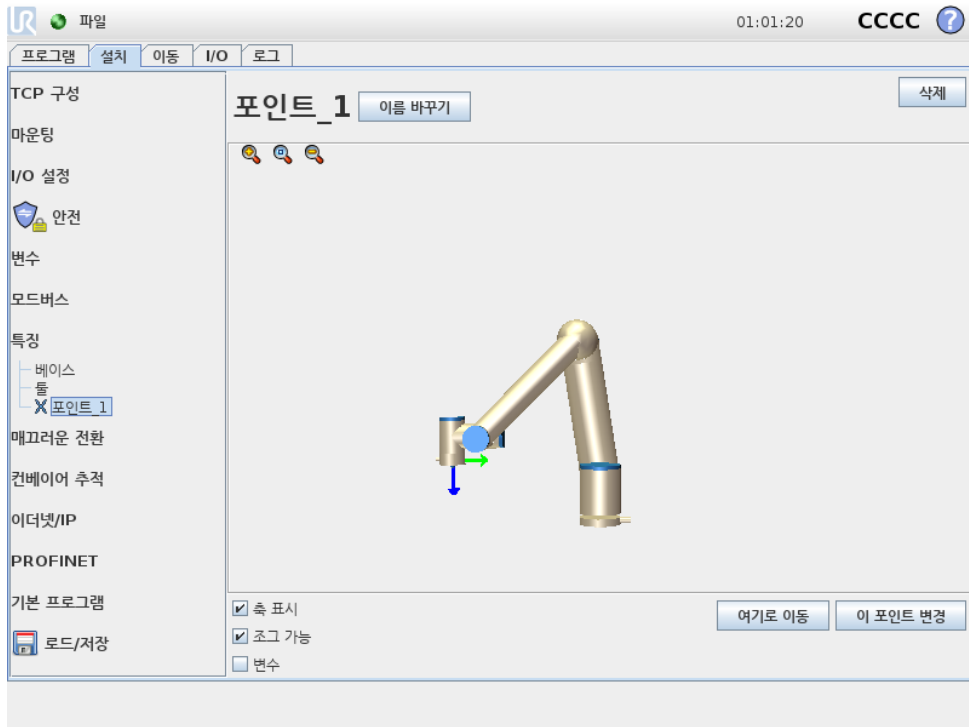 UR 파일 01:01:20 CCCC ?
프로그램 설치 이동 I/O 로그
TCP 구성
마운팅
I/O 설정
안전
변수
모드버스
특징
베이스
툴
포인트_1
매끄러운 전환
컨베이어 추적
이더넷/IP
PROFINET
기본 프로그램
로드/저장
포인트_1 이름 바꾸기 삭제
축 표시
조그 가능
변수
여기로 이동 이 포인트 변경